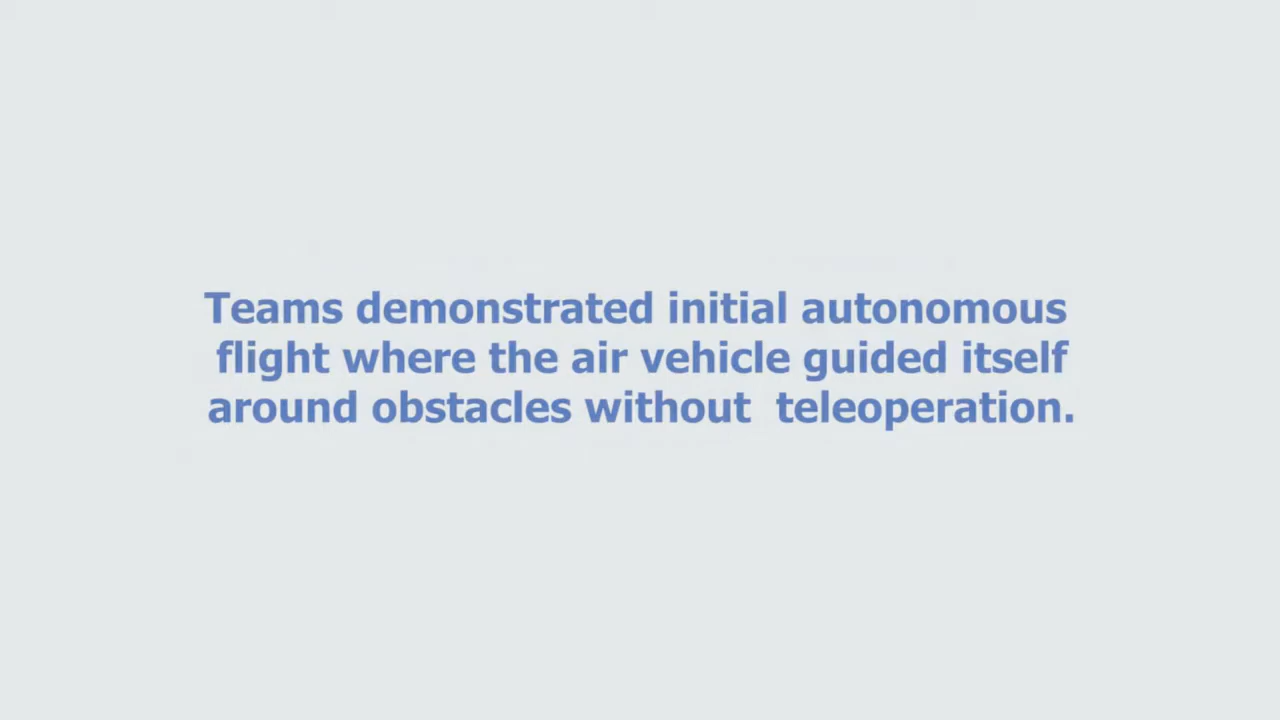 Teams demonstrated initial autonomous
flight where the air vehicle guided itself
around obstacles without  teleoperation.